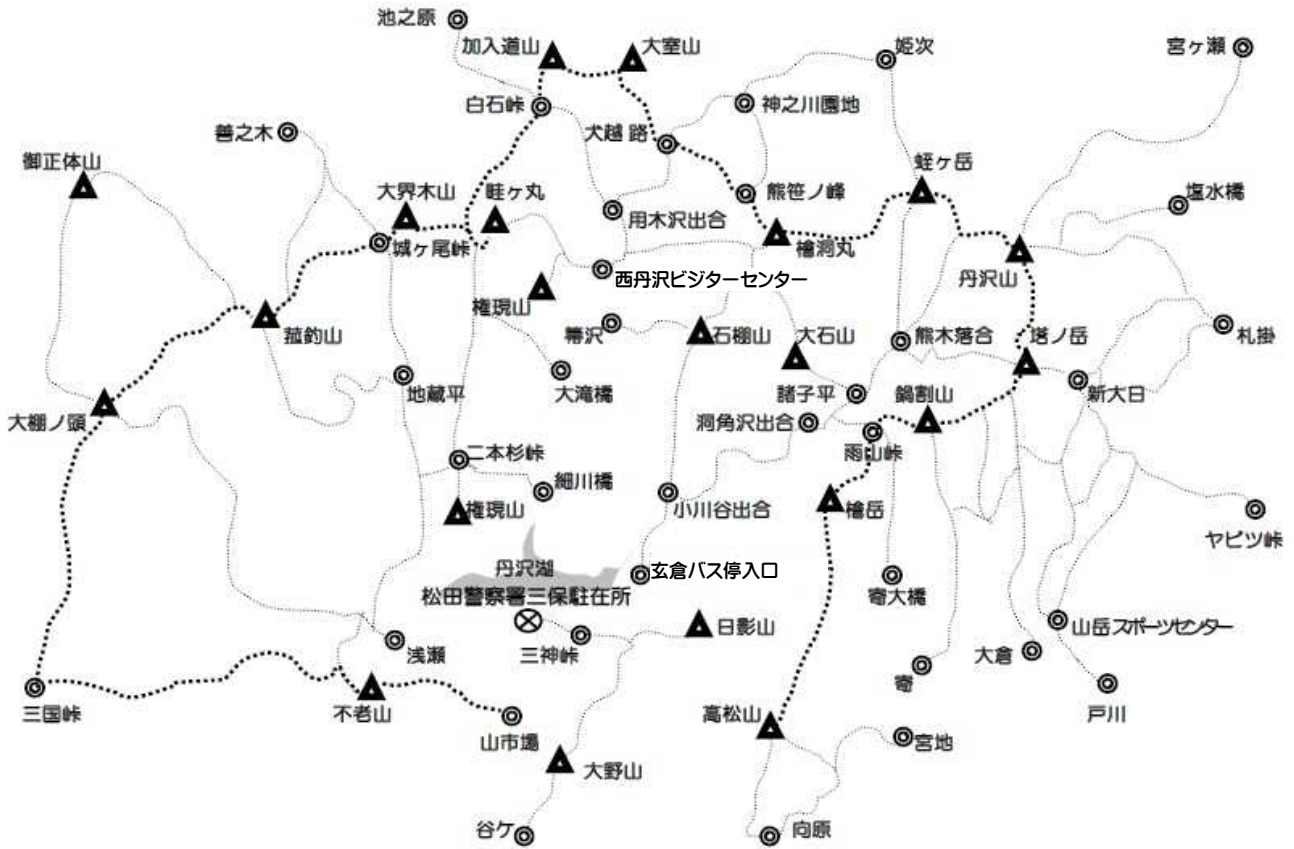 池之原
加入道山
大室山
姫次
宮ヶ瀬
白石峠
神之川園地
善之木
犬越路
御正体山
蛭ヶ岳
大界木山
畦ヶ丸
熊笹ノ峰
塩水橋
用木沢出合
城ヶ尾峠
檜洞丸
丹沢山
西丹沢ビジターセンター
権現山
菰釣山
箒沢
石棚山
大石山
熊木落合
塔ノ岳
札掛
地蔵平
大滝橋
諸子平
鍋割山
新大日
大棚ノ頭
洞角沢出合
雨山峠
二本杉峠
細川橋
権現山
小川谷出合
檜岳
ヤビツ峠
丹沢湖
玄倉バス停入口
松田警察署三保駐在所
寄大橋
日影山
山岳スポーツセンター
浅瀬
三神峠
大倉
寄
三国峠
不老山
高松山
戸川
山市場
宮地
大野山
谷ケ
向原